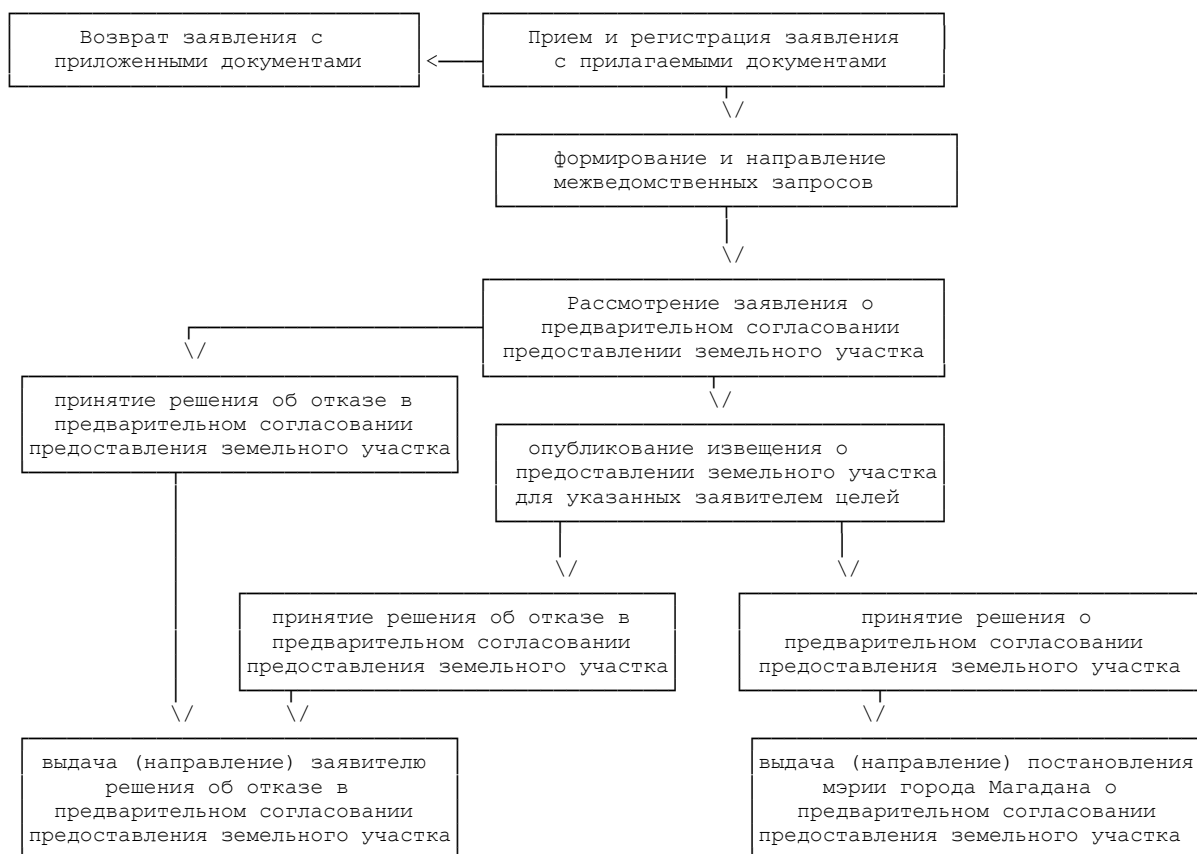 Возврат заявления с
приложенными документами
Прием и регистрация заявления
с прилагаемыми документами
формирование и направление
межведомственных запросов
Рассмотрение заявления о
предварительном согласовании
предоставлении земельного участка
принятие решения об отказе в
предварительном согласовании
предоставления земельного участка
опубликование извещения о
предоставлении земельного участка
для указанных заявителем целей
принятие решения об отказе в
предварительном согласовании
предоставления земельного участка
принятие решения о
предварительном согласовании
предоставления земельного участка
выдача (направление) заявителю
решения об отказе в
предварительном согласовании
предоставления земельного участка
выдача (направление) постановления
мэрии города Магадана о
предварительном согласовании
предоставления земельного участка